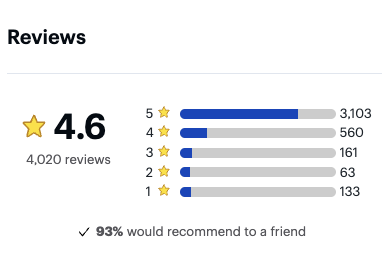 Reviews
4.6
4,020 reviews
5 3,103
4 560
3 161
2 63
1 133
✓ 93% would recommend to a friend